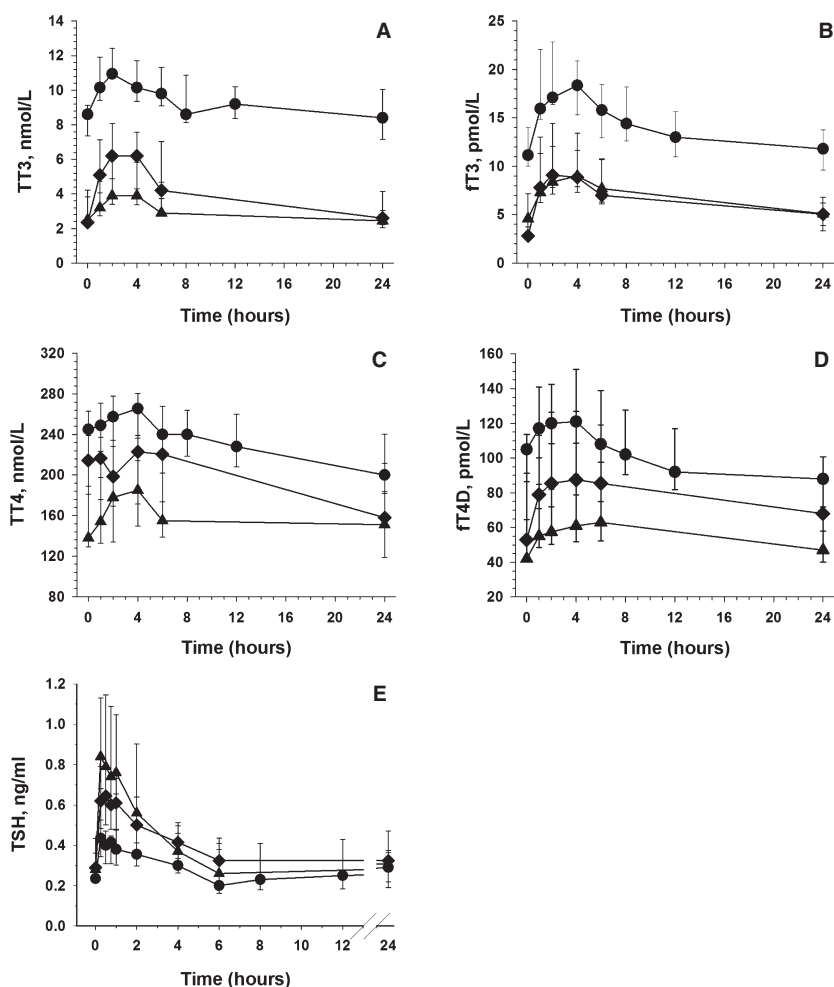 A
TT3, nmol/L
14
12
10
8
6
4
2
0
0 4 8 12 16 20 24
Time (hours)
B
fT3, pmol/L
25
20
15
10
5
0
0 4 8 12 16 20 24
Time (hours)
C
TT4, nmol/L
320
280
240
200
160
120
80
0 4 8 12 16 20 24
Time (hours)
D
fT4D, pmol/L
160
140
120
100
80
60
40
20
0 4 8 12 16 20 24
Time (hours)
E
TSH, ng/ml
1.2
1.0
0.8
0.6
0.4
0.2
0.0
0 2 4 6 8 10 12 24
Time (hours)